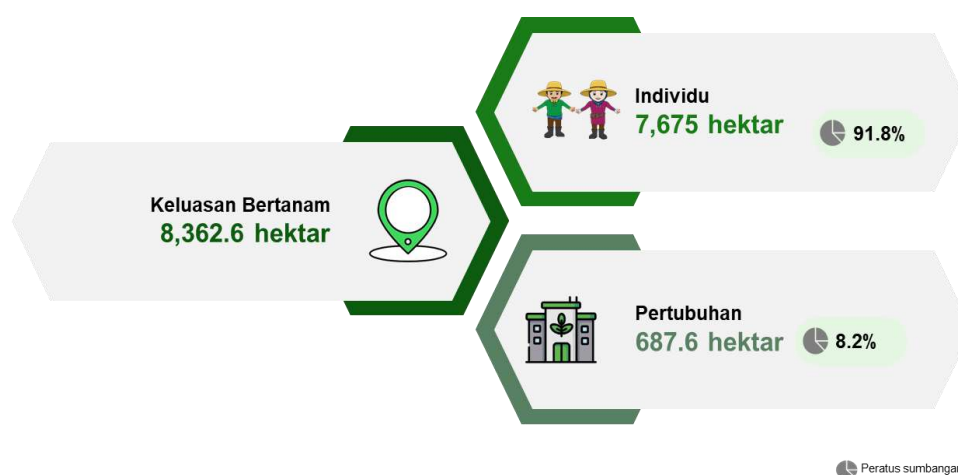 Keluasan Bertanam
8,362.6 hektar
Individu
7,675 hektar
91.8%
Pertubuhan
687.6 hektar
8.2%
Peratus sumbangan